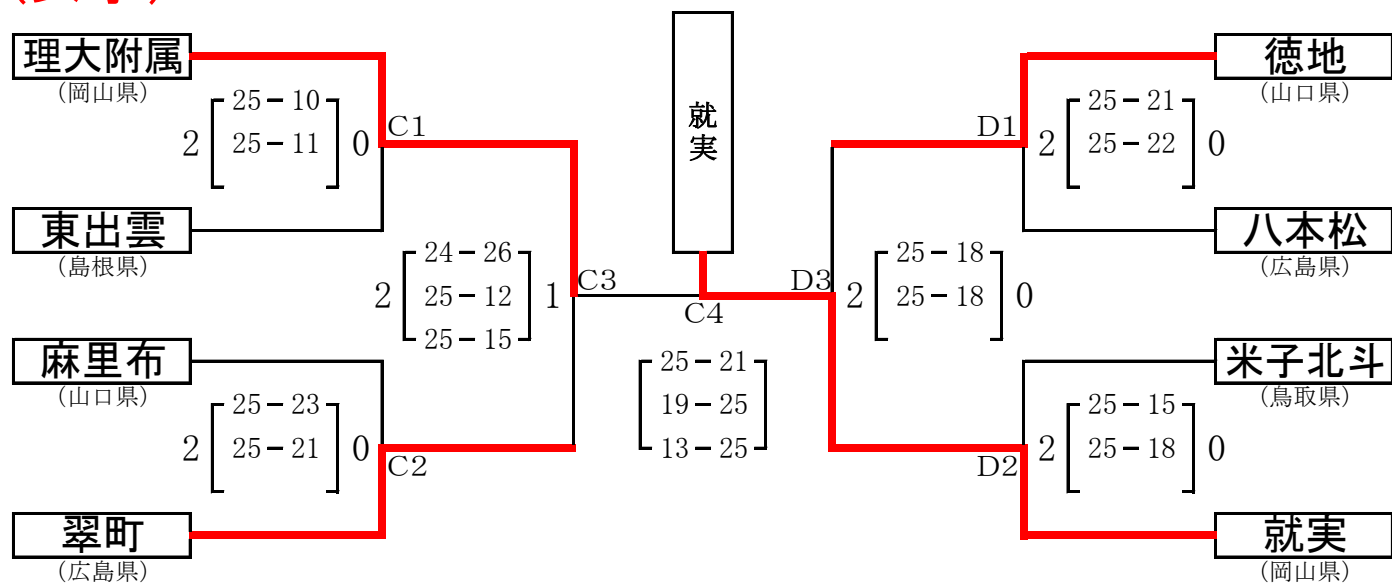 理大附属
(岡山県)
25-10
2 25-11 0
C1
東出雲
(島根県)
24-26
2 25-12 1
25-15
C3
麻里布
(山口県)
25-23
2 25-21 0
C2
翠町
(広島県)
就実
C4
25-21
19-25
13-25
徳地
(山口県)
D1
25-21
2 25-22 0
八本松
(広島県)
D3
25-18
2 25-18 0
米子北斗
(鳥取県)
25-15
D2 2 25-18 0
就実
(岡山県)